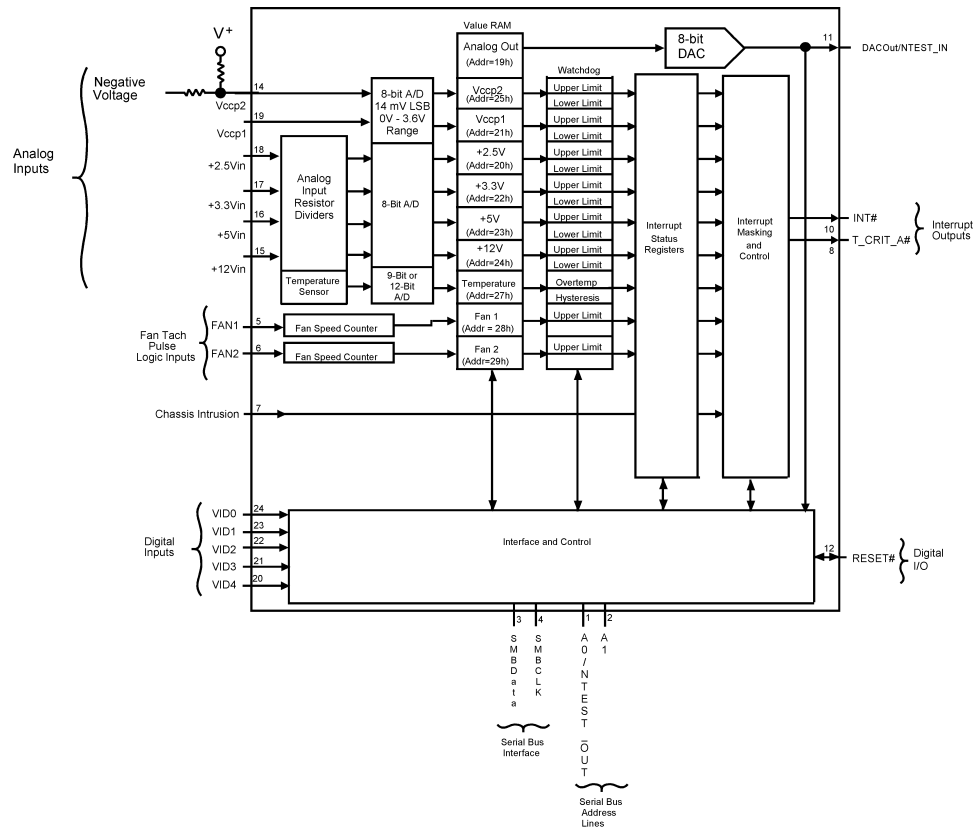 Value RAM
V+
Analog Out
(Addr=19h)
8-bit
DAC
11
DACOut/NTEST_IN
Negative
Voltage
14
Vccp2
19
Vccp1
Analog
Inputs
18
+2.5Vin
17
+3.3Vin
16
+5Vin
15
+12Vin
8-bit A/D
14 mV LSB
0V - 3.6V
Range
Analog
Input
Resistor
Dividers
8-Bit A/D
Temperature
Sensor
9-Bit or
12-Bit
A/D
Vccp2
(Addr=25h)
Vccp1
(Addr=21h)
+2.5V
(Addr=20h)
+3.3V
(Addr=22h)
+5V
(Addr=23h)
+12V
(Addr=24h)
Temperature
(Addr=27h)
Fan 1
(Addr = 28h)
Fan 2
(Addr=29h)
Watchdog
Upper Limit
Lower Limit
Upper Limit
Lower Limit
Upper Limit
Lower Limit
Upper Limit
Lower Limit
Upper Limit
Lower Limit
Upper Limit
Lower Limit
Overtemp
Hysteresis
Upper Limit
Upper Limit
Interrupt
Status
Registers
Interrupt
Masking
and
Control
INT#
10
T_CRIT_A#
8
Interrupt
Outputs
Fan Tach
Pulse
Logic Inputs
FAN1
5
Fan Speed Counter
FAN2
6
Fan Speed Counter
Chassis Intrusion
7
Digital
Inputs
VID0
24
VID1
23
VID2
22
VID3
21
VID4
20
Interface and Control
12
RESET#
Digital
I/O
3
4
1
2
SMBData
SMBCLK
A0/NTEST_OUT
A1
Serial Bus
Interface
Serial Bus
Address
Lines